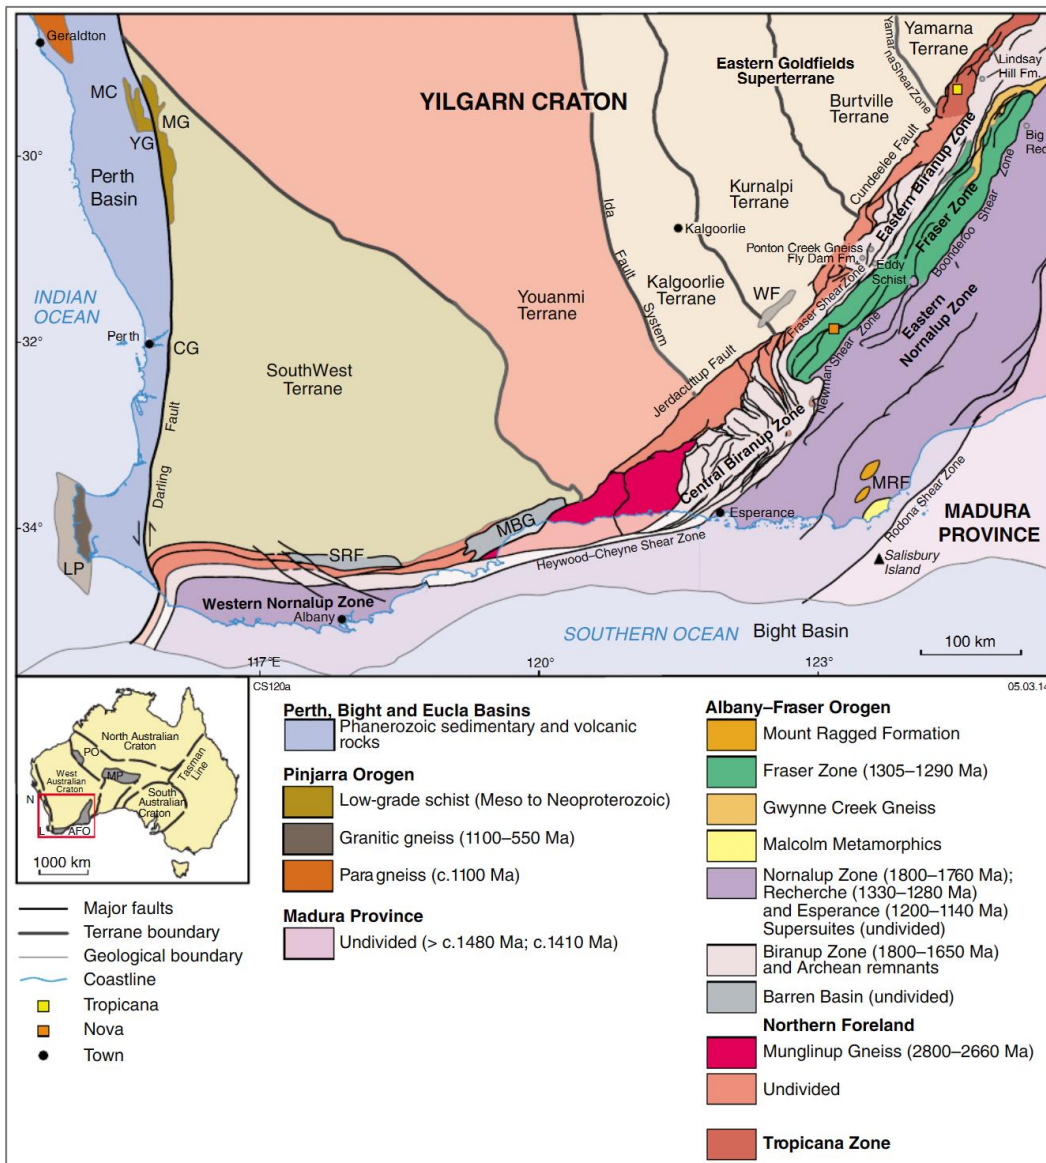 Geraldton
MC
MG
YG
Perth
Basin
INDIAN
OCEAN
Perth
CG
Darling
Fault
LP
-30°
-32°
-34°
YILGARN CRATON
SouthWest
Terrane
Youanmi
Terrane
Ida
Fault
System
Eastern Goldfields
Superterrane
Burtville
Terrane
Kurnalpi
Terrane
Kalgoorlie
Kalgoorlie
Terrane
WF
Yamarna
Terrane
Yamarna Shear Zone
Lindsay
Hill Fm.
Cundeelee Fault
Eastern Biranup Zone
Big
Fraser Zone
Boonderoo Shear Zone
Ponton Creek Gneiss
Fly Dam Fm.
Eddy
Schist
Fraser Shear Zone
Eastern
Nornalup Zone
Newman Shear Zone
Jerdacuttup Fault
Central Biranup Zone
MRF
Rodona Shear Zone
MADURA
PROVINCE
Esperance
Salisbury
Island
MBG
SRF
Heywood–Cheyne Shear Zone
Western Nornalup Zone
Albany
SOUTHERN OCEAN
Bight Basin
100 km
117°E
120°
123°
CS120a
05.03.14
North Australian
Craton
PO
West
Australian
Craton
MP
South
Australian
Craton
Tasman
Line
N
L
AFO
1000 km
Major faults
Terrane boundary
Geological boundary
Coastline
Tropicana
Nova
Town
Perth, Bight and Eucla Basins
Phanerozoic sedimentary and volcanic
rocks
Pinjarra Orogen
Low-grade schist (Meso to Neoproterozoic)
Granitic gneiss (1100–550 Ma)
Paragneiss (c.1100 Ma)
Madura Province
Undivided (> c.1480 Ma; c.1410 Ma)
Albany–Fraser Orogen
Mount Ragged Formation
Fraser Zone (1305–1290 Ma)
Gwynne Creek Gneiss
Malcolm Metamorphics
Nornalup Zone (1800–1760 Ma);
Recherche (1330–1280 Ma)
and Esperance (1200–1140 Ma)
Supersuites (undivided)
Biranup Zone (1800–1650 Ma)
and Archean remnants
Barren Basin (undivided)
Northern Foreland
Munglinup Gneiss (2800–2660 Ma)
Undivided
Tropicana Zone